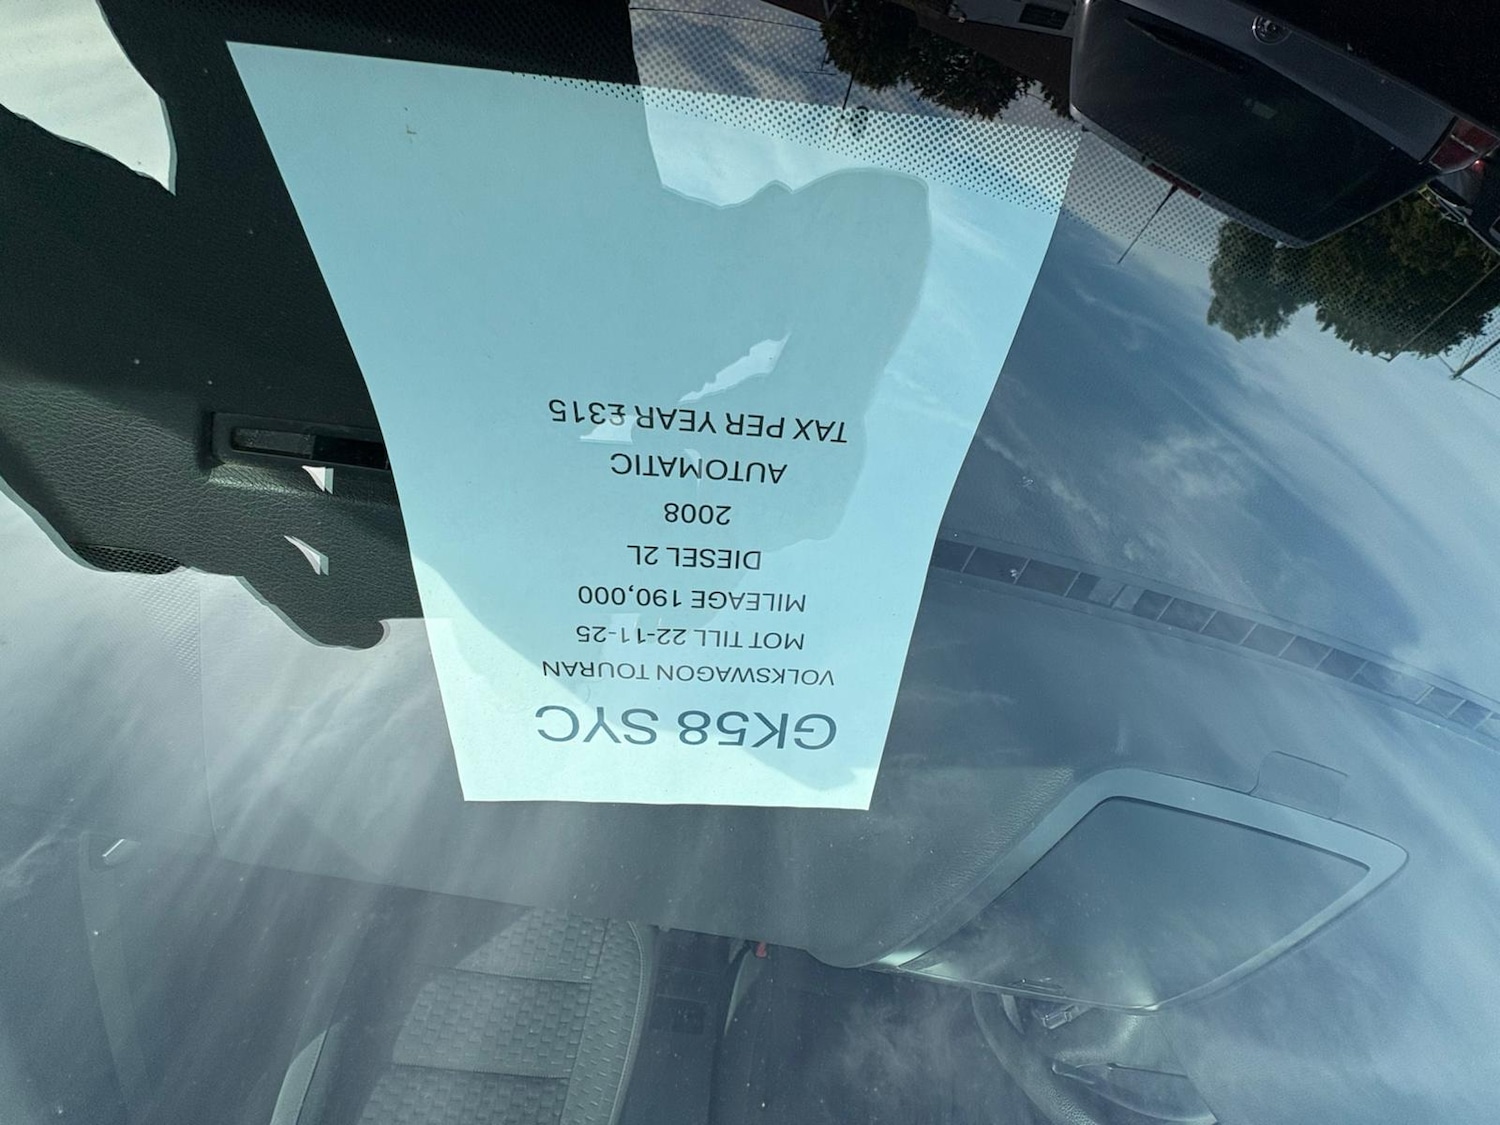 GK58 SYC
VOLKSWAGON TOURAN
MOT TILL 22-11-25
MILEAGE 190,000
DIESEL 2L
2008
AUTOMATIC
TAX PER YEAR £315